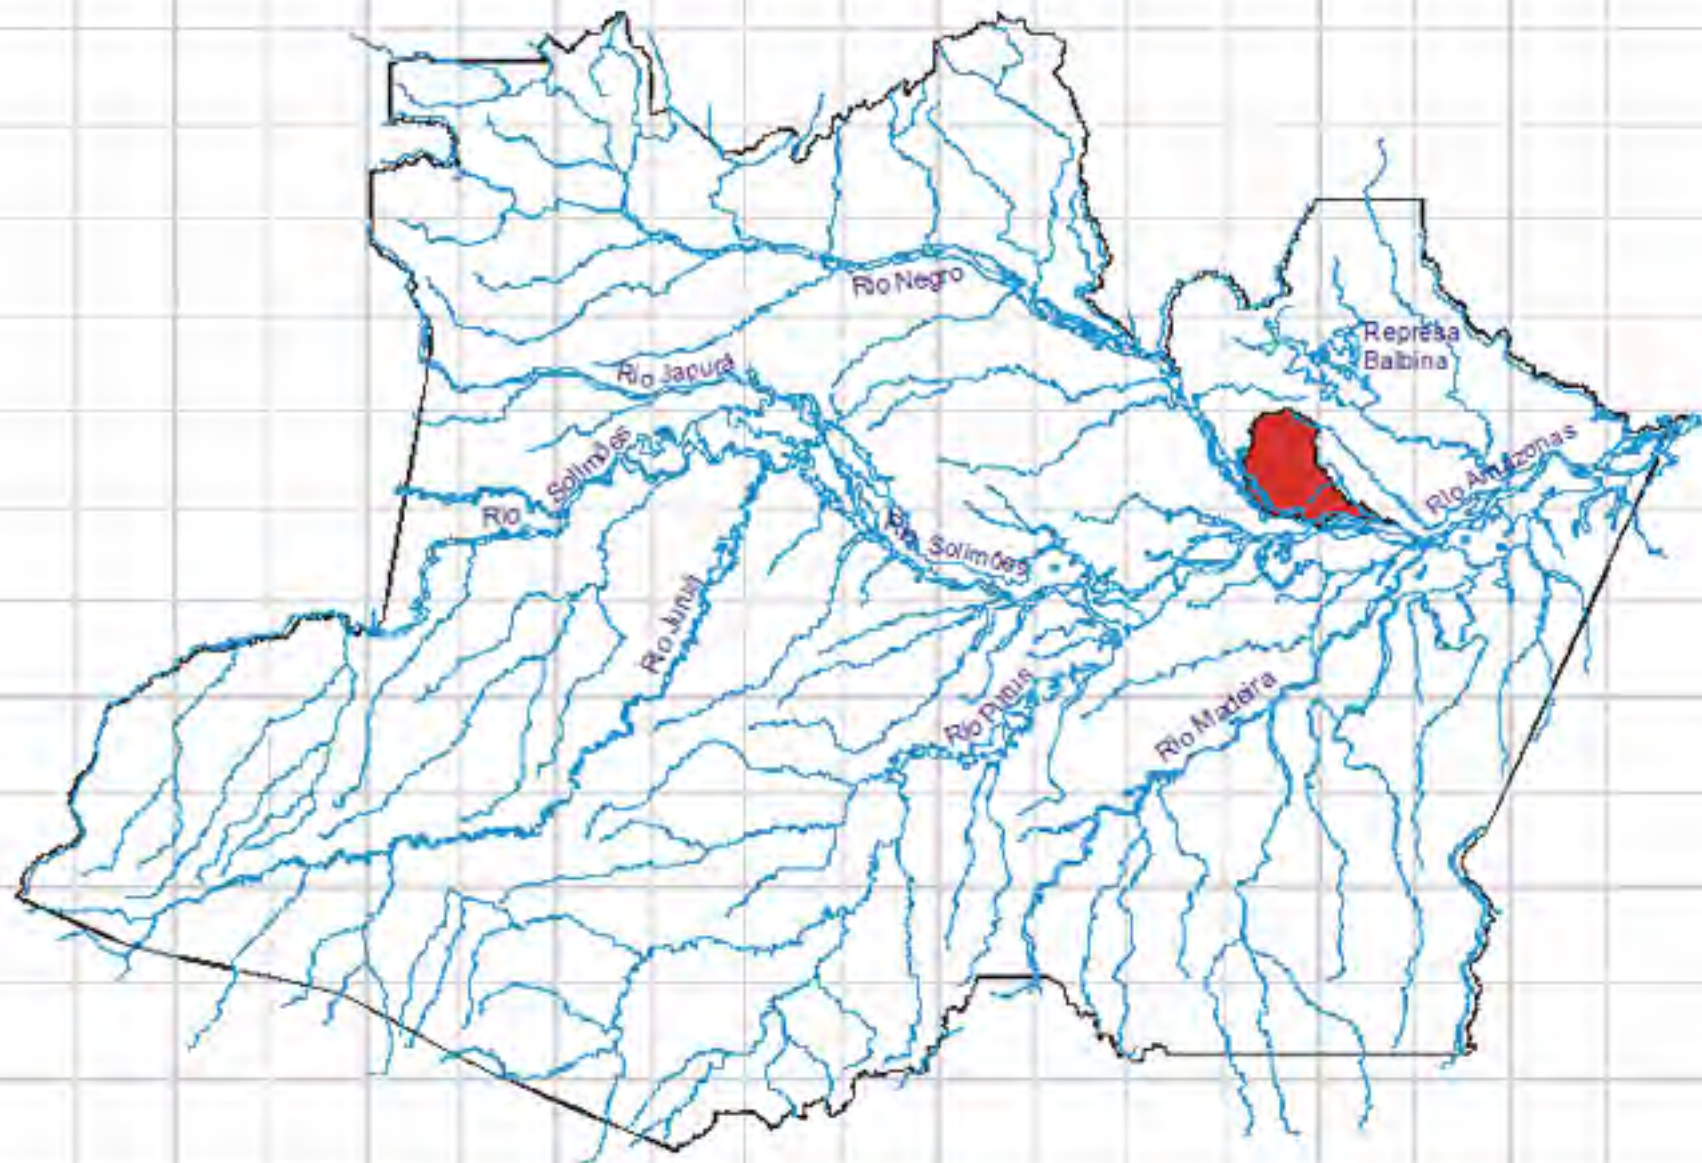 Rio Negro
Represa
Balbina
Rio Japurá
Rio Solimões
Rio Amazonas
Rio Solimões
Rio Juruá
Rio Purus
Rio Madeira